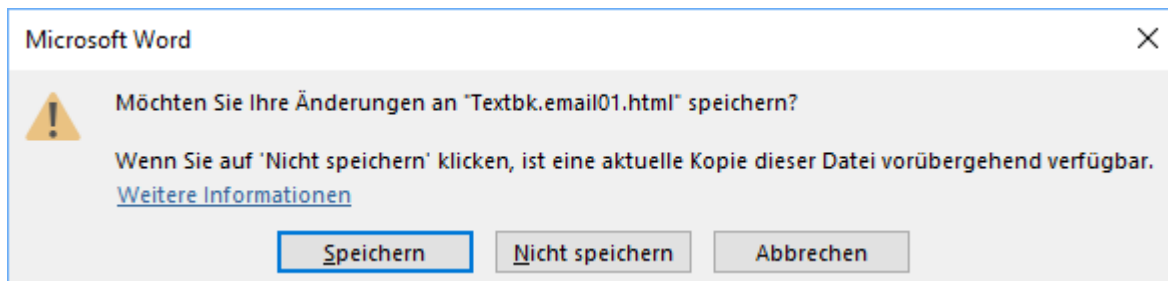 Microsoft Word
Möchten Sie Ihre Änderungen an "Textbk.email01.html" speichern?
Wenn Sie auf 'Nicht speichern' klicken, ist eine aktuelle Kopie dieser Datei vorübergehend verfügbar.
Weitere Informationen
Speichern Nicht speichern Abbrechen